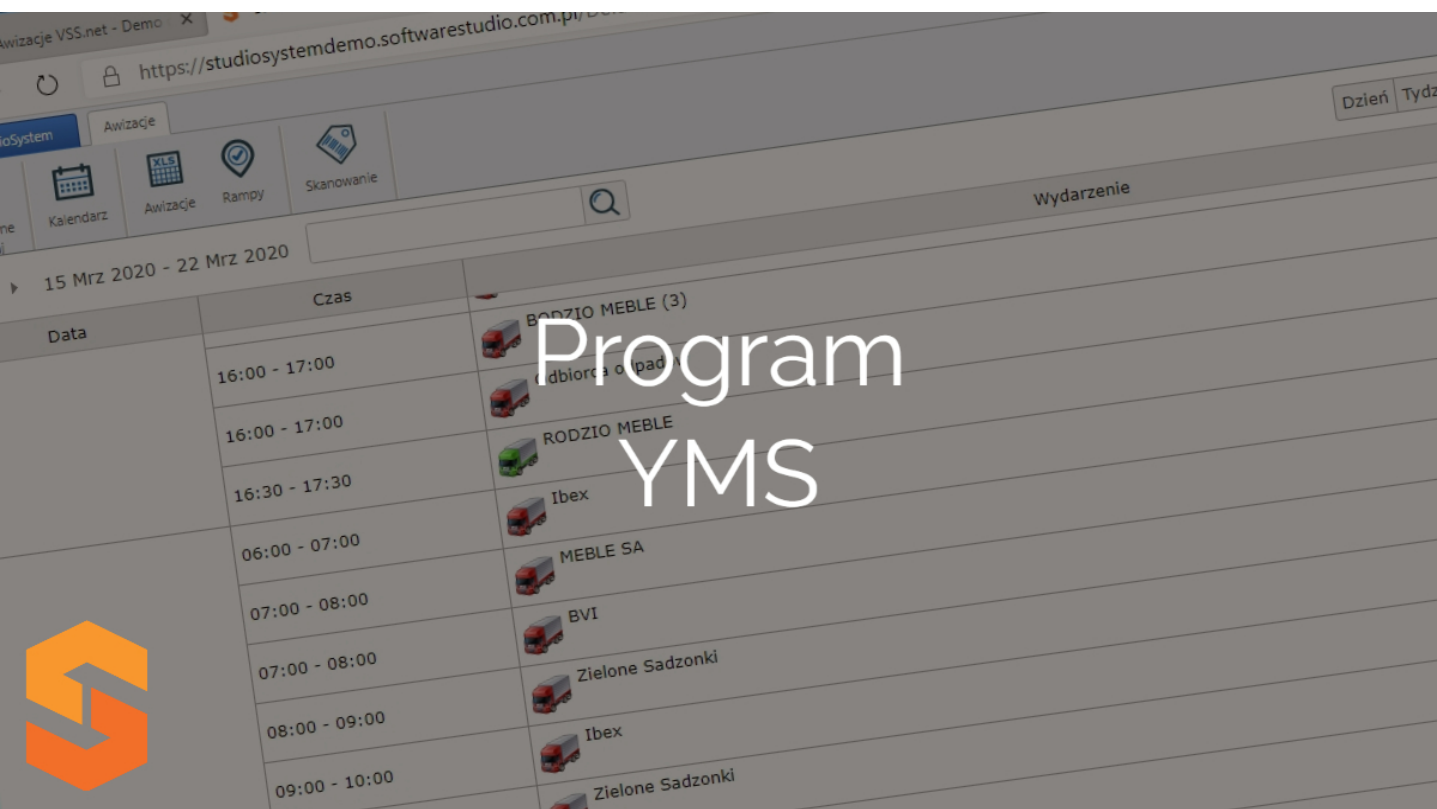 Awizacje VSS.net - Demo
https://studiosystemdemo.softwarestudio.com.pl/
Awizacje
Dzień
Kalendarz
XLS
Awizacje
Rampy
Skanowanie
15 Mrz 2020 - 22 Mrz 2020
Data Czas Wydarzenie
16:00 - 17:00 BODZIO MEBLE (3)
16:00 - 17:00
16:30 - 17:30 RODZIO MEBLE
06:00 - 07:00 Ibex
07:00 - 08:00 MEBLE SA
07:00 - 08:00 BVI
08:00 - 09:00 Zielone Sadzonki
09:00 - 10:00 Ibex
Zielone Sadzonki
Program
YMS